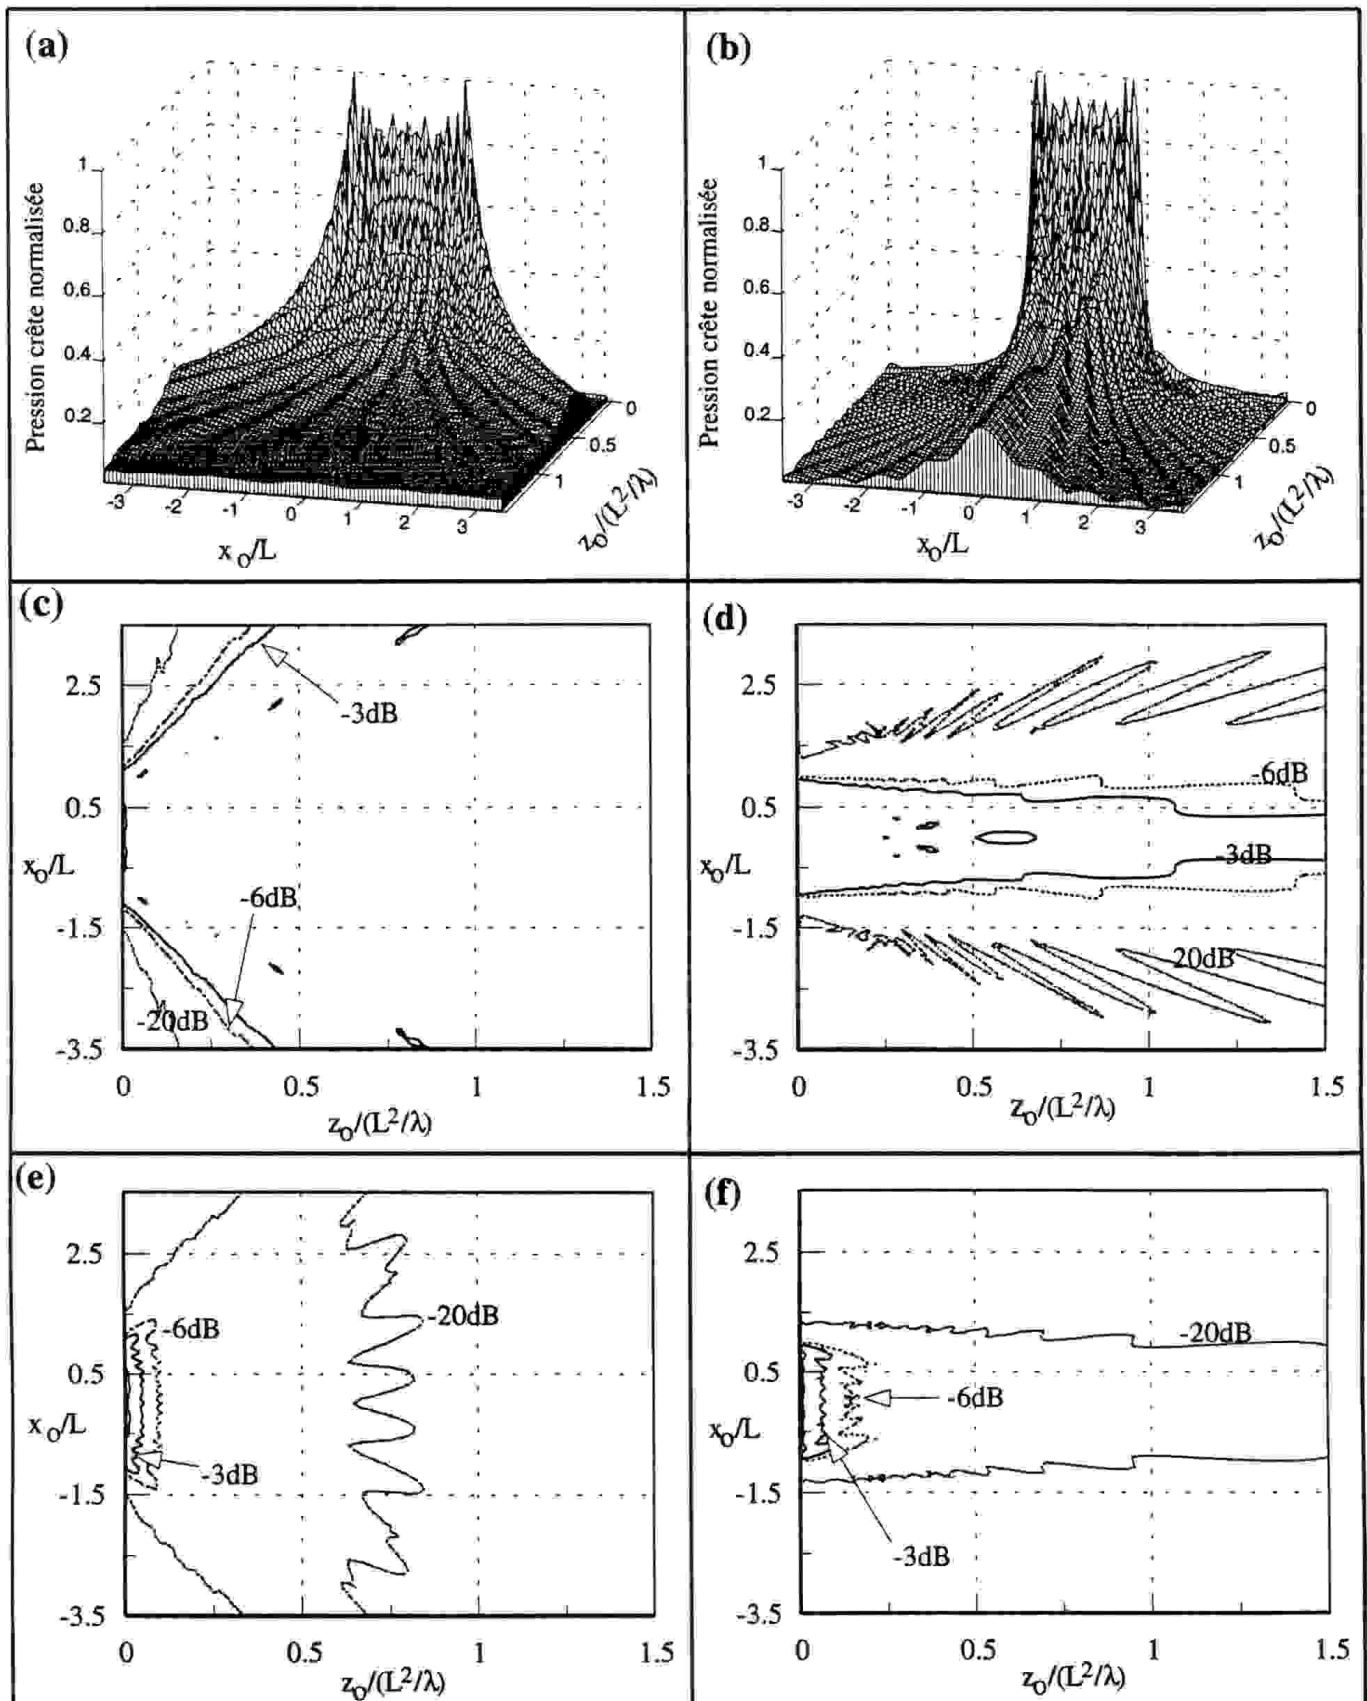 (a)
Pression crête normalisée
1
0.8
0.6
0.4
0.2
-3 -2 -1 0 1 2 3
x₀/L
0
0.5
1
z₀/(L²/λ)
(b)
Pression crête normalisée
1
0.8
0.6
0.4
0.2
-3 -2 -1 0 1 2 3
x₀/L
0
0.5
1
z₀/(L²/λ)
(c)
2.5
0.5
x₀/L
-1.5
-3.5
-3dB
-6dB
-20dB
0 0.5 1 1.5
z₀/(L²/λ)
(d)
2.5
0.5
x₀/L
-1.5
-3.5
-6dB
-3dB
20dB
0 0.5 1 1.5
z₀/(L²/λ)
(e)
2.5
0.5
x₀/L
-1.5
-3.5
-6dB
-20dB
-3dB
0 0.5 1 1.5
z₀/(L²/λ)
(f)
2.5
0.5
x₀/L
-1.5
-3.5
-20dB
-6dB
-3dB
0 0.5 1 1.5
z₀/(L²/λ)